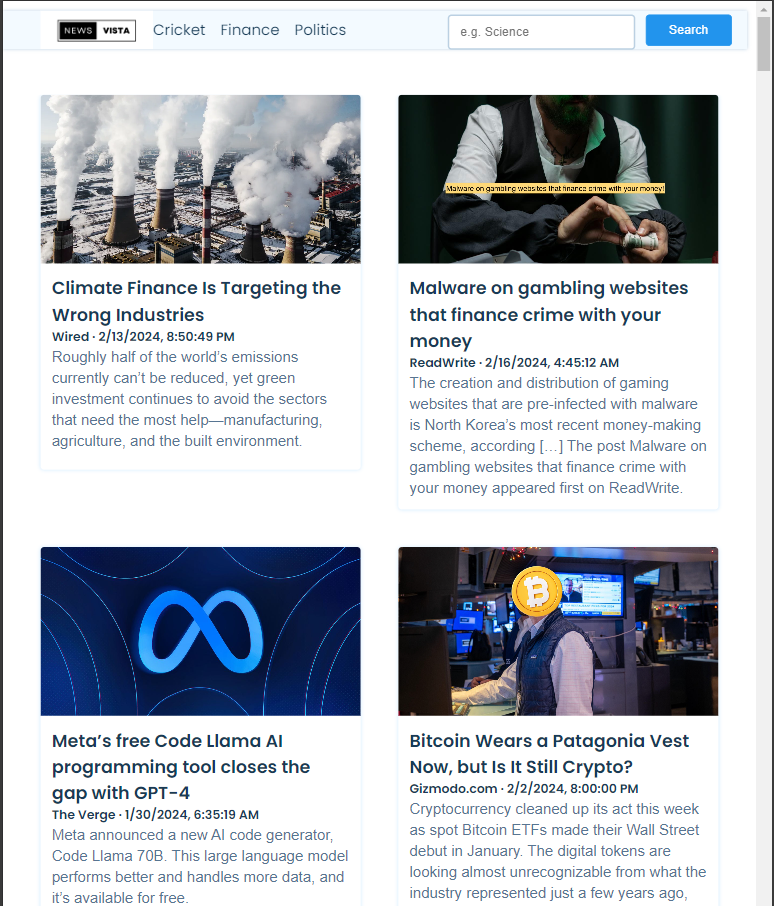 NEWS VISTA Cricket Finance Politics e.g. Science Search
Malware on gambling websites that finance crime with your money!
Climate Finance Is Targeting the
Wrong Industries
Wired · 2/13/2024, 8:50:49 PM
Roughly half of the world’s emissions
currently can’t be reduced, yet green
investment continues to avoid the sectors
that need the most help—manufacturing,
agriculture, and the built environment.
Malware on gambling websites
that finance crime with your
money
ReadWrite · 2/16/2024, 4:45:12 AM
The creation and distribution of gaming
websites that are pre-infected with malware
is North Korea’s most recent money-making
scheme, according […] The post Malware on
gambling websites that finance crime with
your money appeared first on ReadWrite.
Meta’s free Code Llama AI
programming tool closes the
gap with GPT-4
The Verge · 1/30/2024, 6:35:19 AM
Meta announced a new AI code generator,
Code Llama 70B. This large language model
performs better and handles more data, and
it’s available for free.
Bitcoin Wears a Patagonia Vest
Now, but Is It Still Crypto?
Gizmodo.com · 2/2/2024, 8:00:00 PM
Cryptocurrency cleaned up its act this week
as spot Bitcoin ETFs made their Wall Street
debut in January. The digital tokens are
looking almost unrecognizable from what the
industry represented just a few years ago,